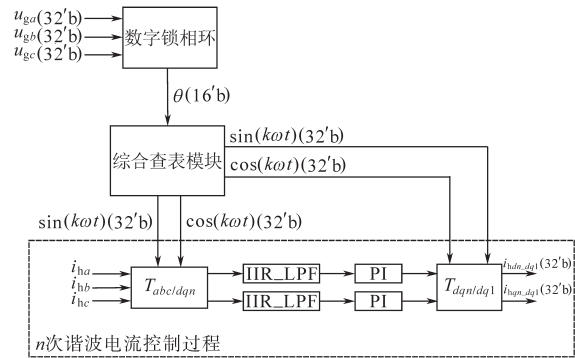 u_ga(32′b)
u_gb(32′b)
u_gc(32′b)
数字锁相环
θ(16′b)
综合查表模块
sin(kωt)(32′b)
cos(kωt)(32′b)
sin(kωt)(32′b)
cos(kωt)(32′b)
i_ha
i_hb
i_hc
T_abc/dqn
IIR_LPF
PI
IIR_LPF
PI
T_dqn/dq1
i_hdn_dq1(32′b)
i_hqn_dq1(32′b)
n次谐波电流控制过程